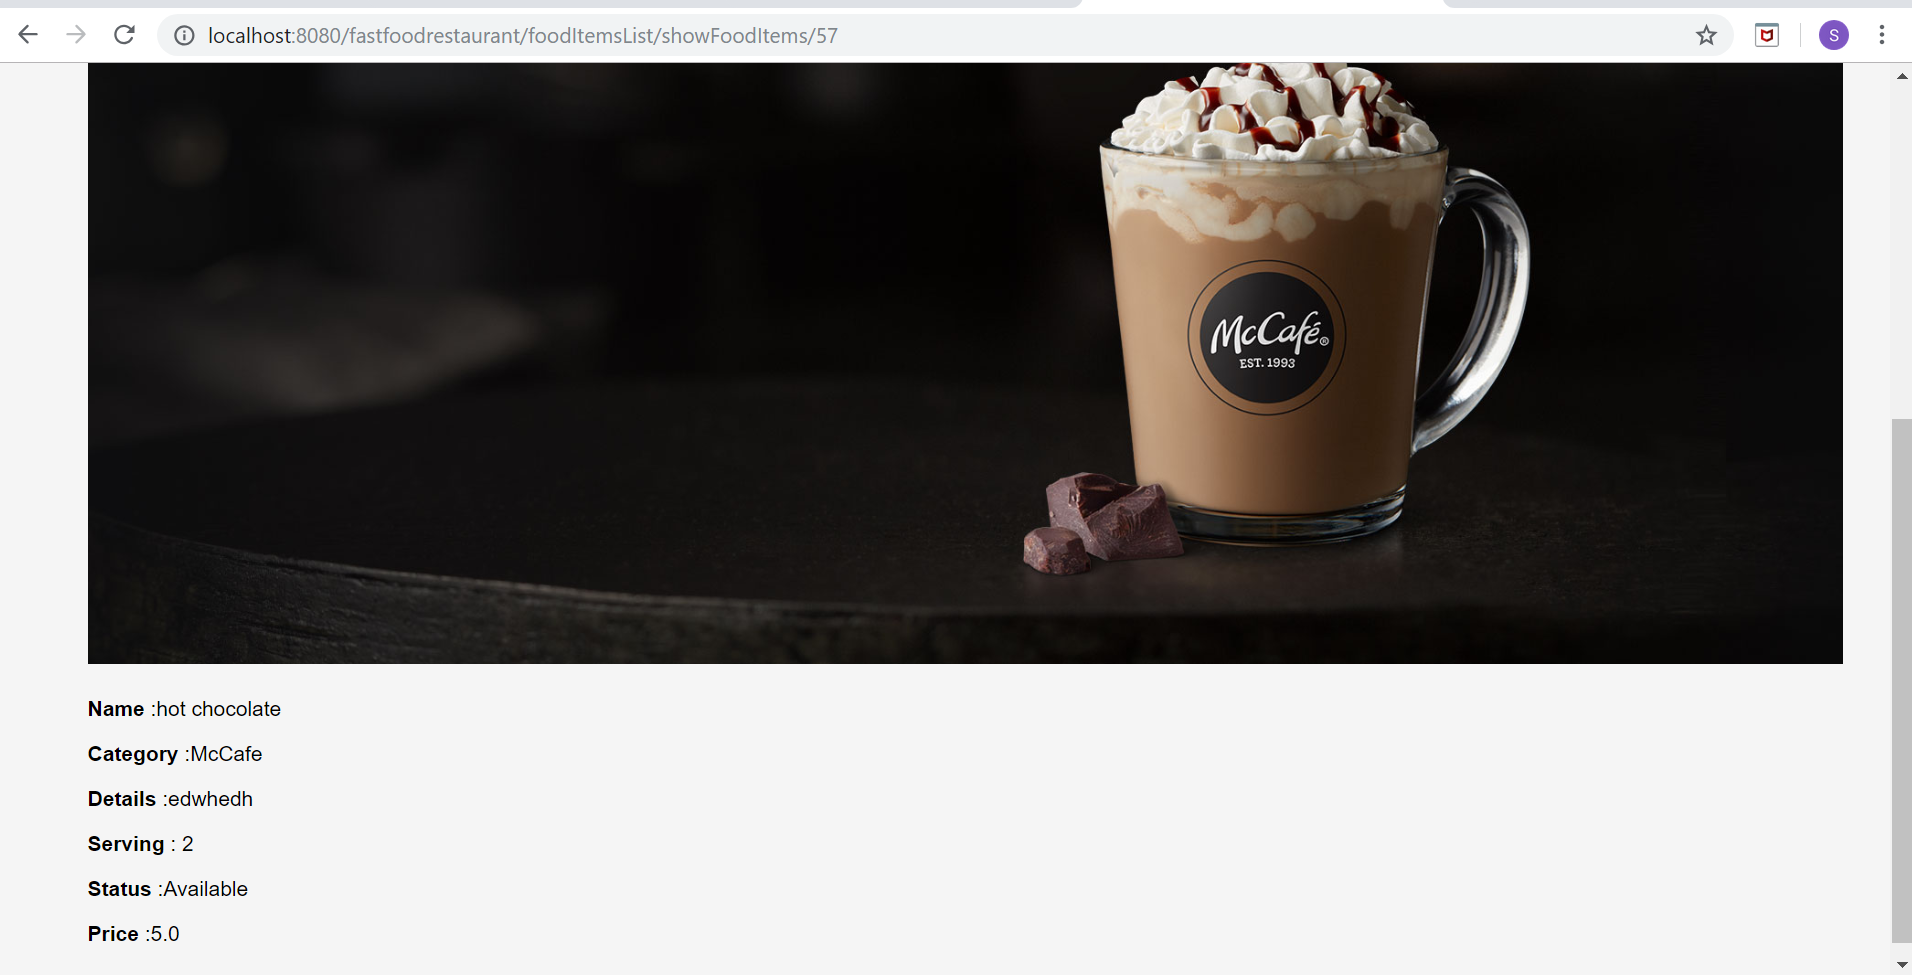 localhost:8080/fastfoodrestaurant/foodItemsList/showFoodItems/57
S
McCafé®
EST. 1993
Name :hot chocolate
Category :McCafe
Details :edwhedh
Serving : 2
Status :Available
Price :5.0